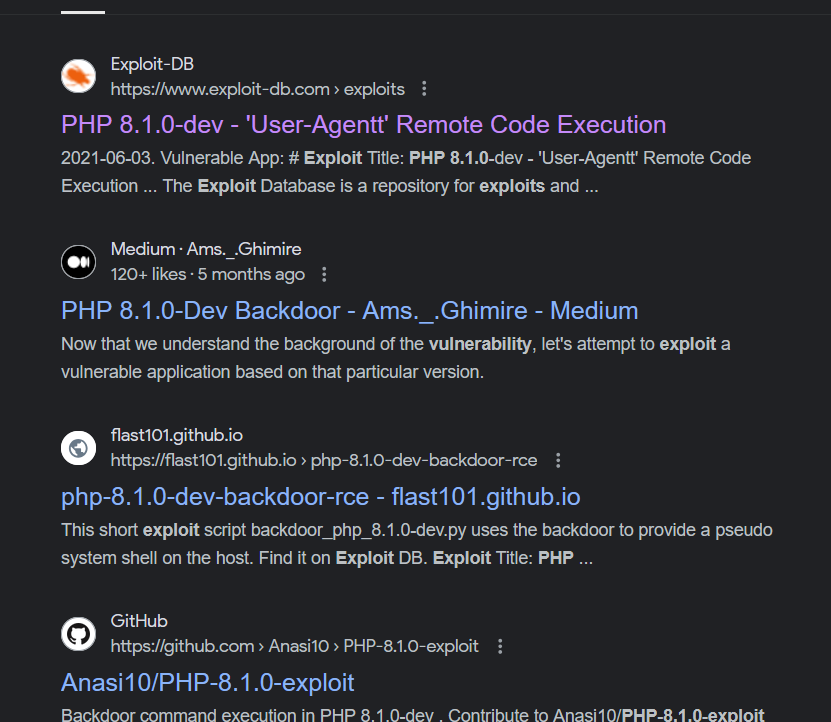 Exploit-DB
https://www.exploit-db.com › exploits
PHP 8.1.0-dev - 'User-Agentt' Remote Code Execution
2021-06-03. Vulnerable App: # Exploit Title: PHP 8.1.0-dev - 'User-Agentt' Remote Code
Execution ... The Exploit Database is a repository for exploits and ...
Medium · Ams._.Ghimire
120+ likes · 5 months ago
PHP 8.1.0-Dev Backdoor - Ams._.Ghimire - Medium
Now that we understand the background of the vulnerability, let's attempt to exploit a
vulnerable application based on that particular version.
flast101.github.io
https://flast101.github.io › php-8.1.0-dev-backdoor-rce
php-8.1.0-dev-backdoor-rce - flast101.github.io
This short exploit script backdoor_php_8.1.0-dev.py uses the backdoor to provide a pseudo
system shell on the host. Find it on Exploit DB. Exploit Title: PHP ...
GitHub
https://github.com › Anasi10 › PHP-8.1.0-exploit
Anasi10/PHP-8.1.0-exploit
Backdoor command execution in PHP 8.1.0-dev . Contribute to Anasi10/PHP-8.1.0-exploit